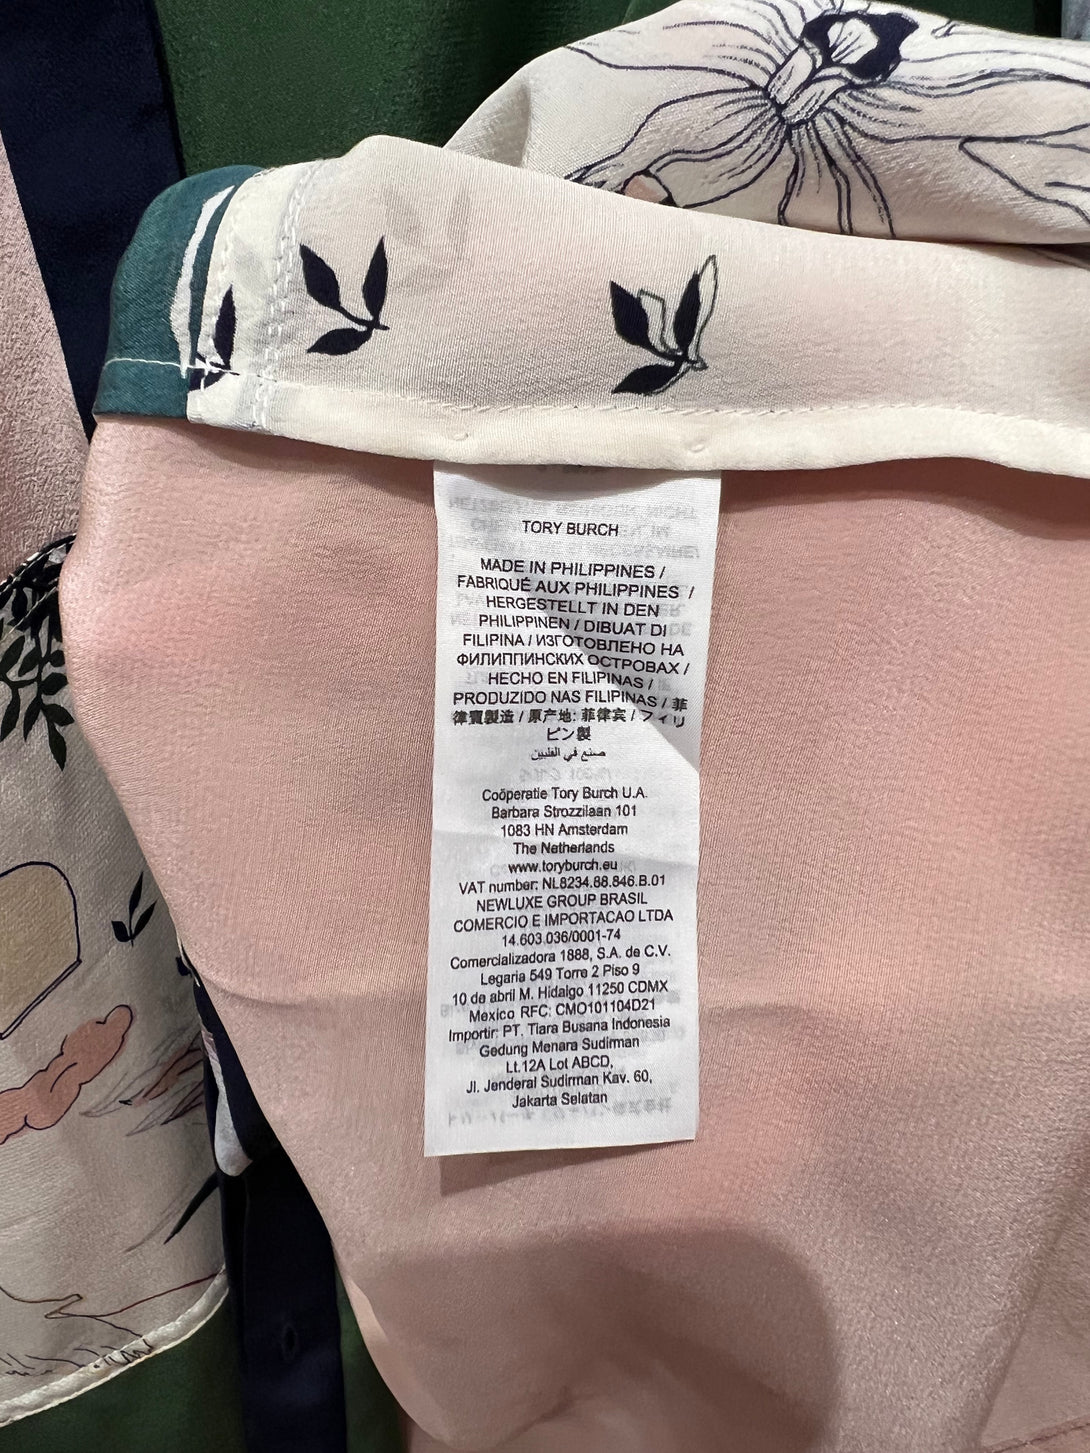 TORY BURCH
MADE IN PHILIPPINES /
FABRIQUÉ AUX PHILIPPINES /
HERGESTELLT IN DEN
PHILIPPINEN / DIBUAT DI
FILIPINA / ИЗГОТОВЛЕНО НА
ФИЛИППИНСКИХ ОСТРОВАХ /
HECHO EN FILIPINAS /
PRODUZIDO NAS FILIPINAS / 菲
律賓製造 / 原产地: 菲律宾 / フィリ
ピン製
صنع في الفلبين
Coöperatie Tory Burch U.A.
Barbara Strozzilaan 101
1083 HN Amsterdam
The Netherlands
www.toryburch.eu
VAT number: NL8234.88.846.B.01
NEWLUXE GROUP BRASIL
COMERCIO E IMPORTACAO LTDA
14.603.036/0001-74
Comercializadora 1888, S.A. de C.V.
Legaria 549 Torre 2 Piso 9
10 de abril M. Hidalgo 11250 CDMX
Mexico RFC: CMO101104D21
Importir: PT. Tiara Busana Indonesia
Gedung Menara Sudirman
Lt.12A Lot ABCD,
Jl. Jenderal Sudirman Kav. 60,
Jakarta Selatan